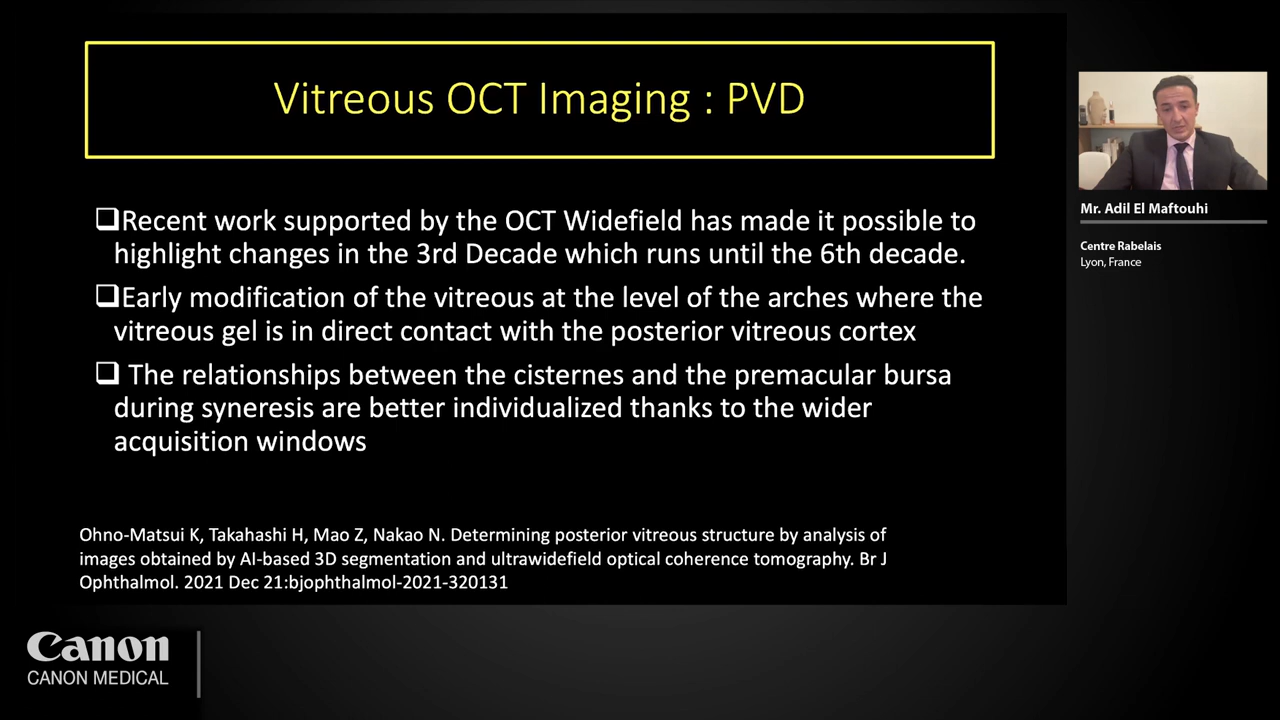 Vitreous OCT Imaging : PVD
Recent work supported by the OCT Widefield has made it possible to
highlight changes in the 3rd Decade which runs until the 6th decade.
Early modification of the vitreous at the level of the arches where the
vitreous gel is in direct contact with the posterior vitreous cortex
The relationships between the cisternes and the premacular bursa
during syneresis are better individualized thanks to the wider
acquisition windows
Ohno-Matsui K, Takahashi H, Mao Z, Nakao N. Determining posterior vitreous structure by analysis of
images obtained by AI-based 3D segmentation and ultrawidefield optical coherence tomography. Br J
Ophthalmol. 2021 Dec 21:bjophthalmol-2021-320131
Mr. Adil El Maftouhi
Centre Rabelais
Lyon, France
Canon
CANON MEDICAL